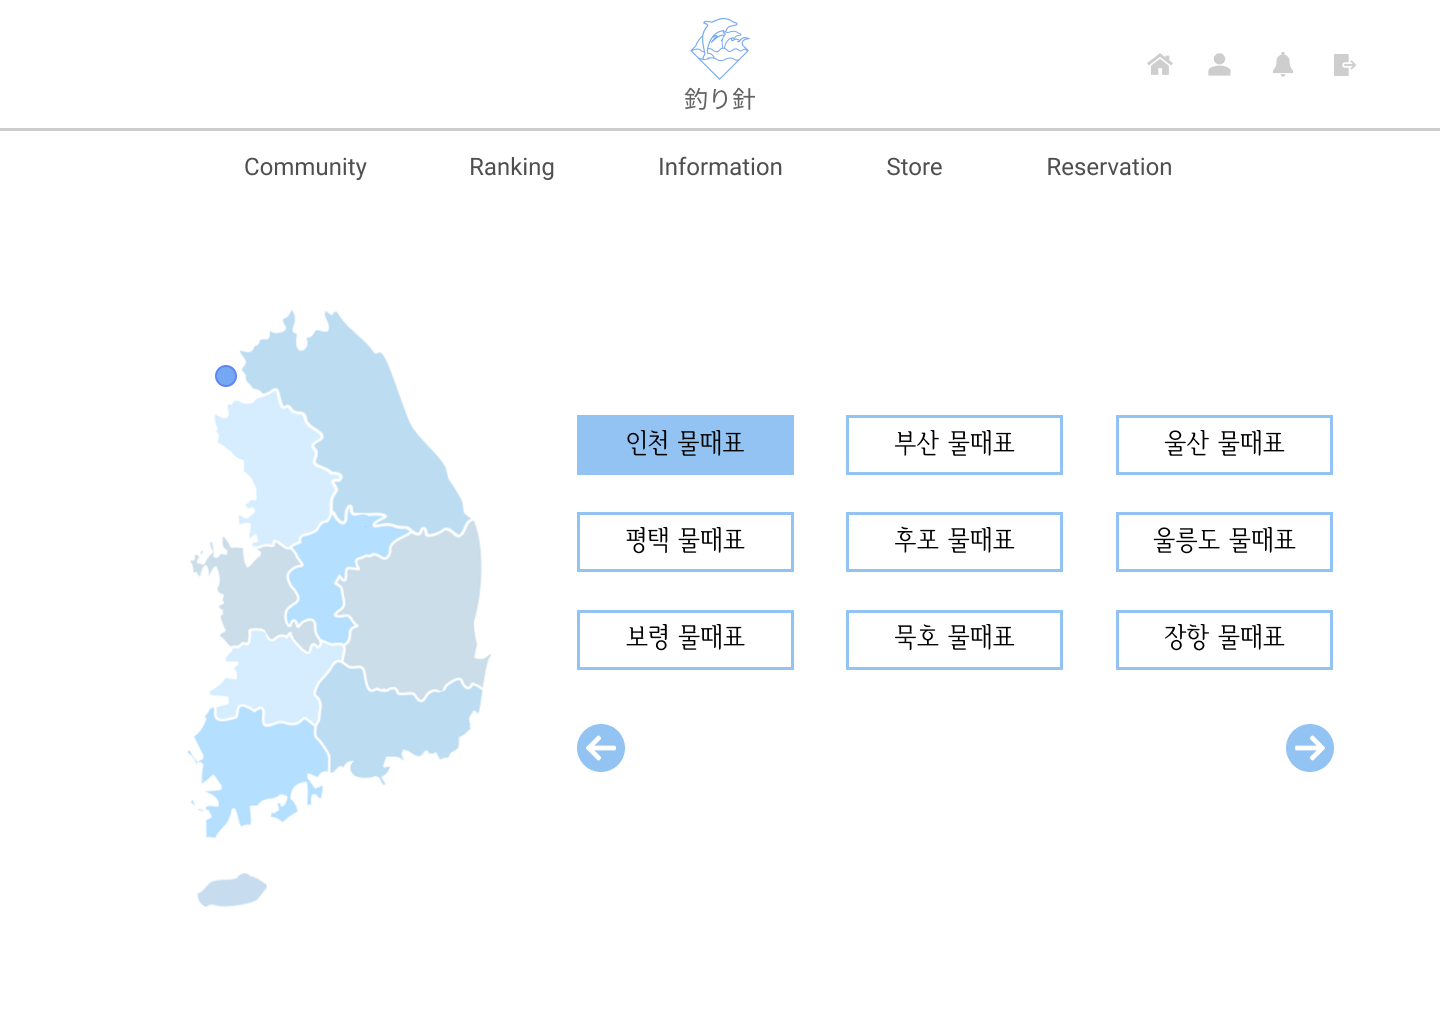 釣り針
Community
Ranking
Information
Store
Reservation
인천 물때표
부산 물때표
울산 물때표
평택 물때표
후포 물때표
울릉도 물때표
보령 물때표
묵호 물때표
장항 물때표